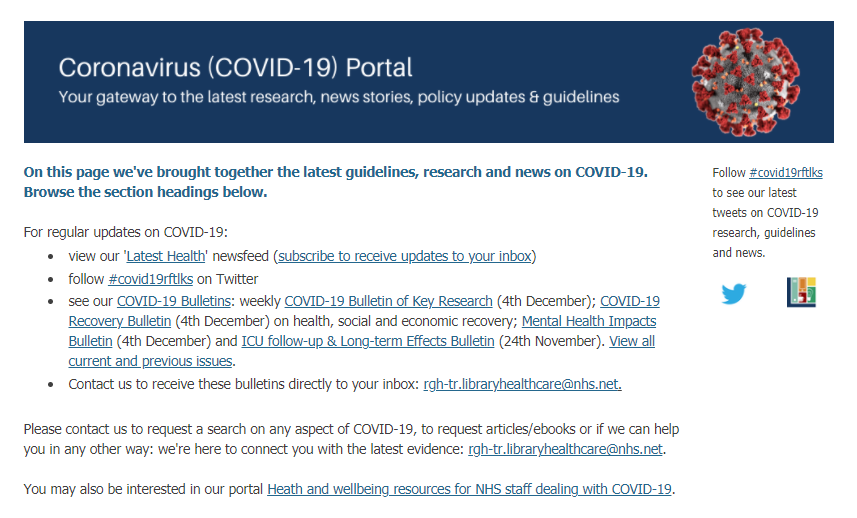 Coronavirus (COVID-19) Portal
Your gateway to the latest research, news stories, policy updates & guidelines
On this page we've brought together the latest guidelines, research and news on COVID-19.
Browse the section headings below.
For regular updates on COVID-19:
• view our 'Latest Health' newsfeed (subscribe to receive updates to your inbox)
• follow #covid19rftlks on Twitter
• see our COVID-19 Bulletins: weekly COVID-19 Bulletin of Key Research (4th December); COVID-19
Recovery Bulletin (4th December) on health, social and economic recovery; Mental Health Impacts
Bulletin (4th December) and ICU follow-up & Long-term Effects Bulletin (24th November). View all
current and previous issues.
• Contact us to receive these bulletins directly to your inbox: rgh-tr.libraryhealthcare@nhs.net.
Please contact us to request a search on any aspect of COVID-19, to request articles/ebooks or if we can help
you in any other way: we're here to connect you with the latest evidence: rgh-tr.libraryhealthcare@nhs.net.
You may also be interested in our portal Heath and wellbeing resources for NHS staff dealing with COVID-19.
Follow #covid19rftlks
to see our latest
tweets on COVID-19
research, guidelines
and news.